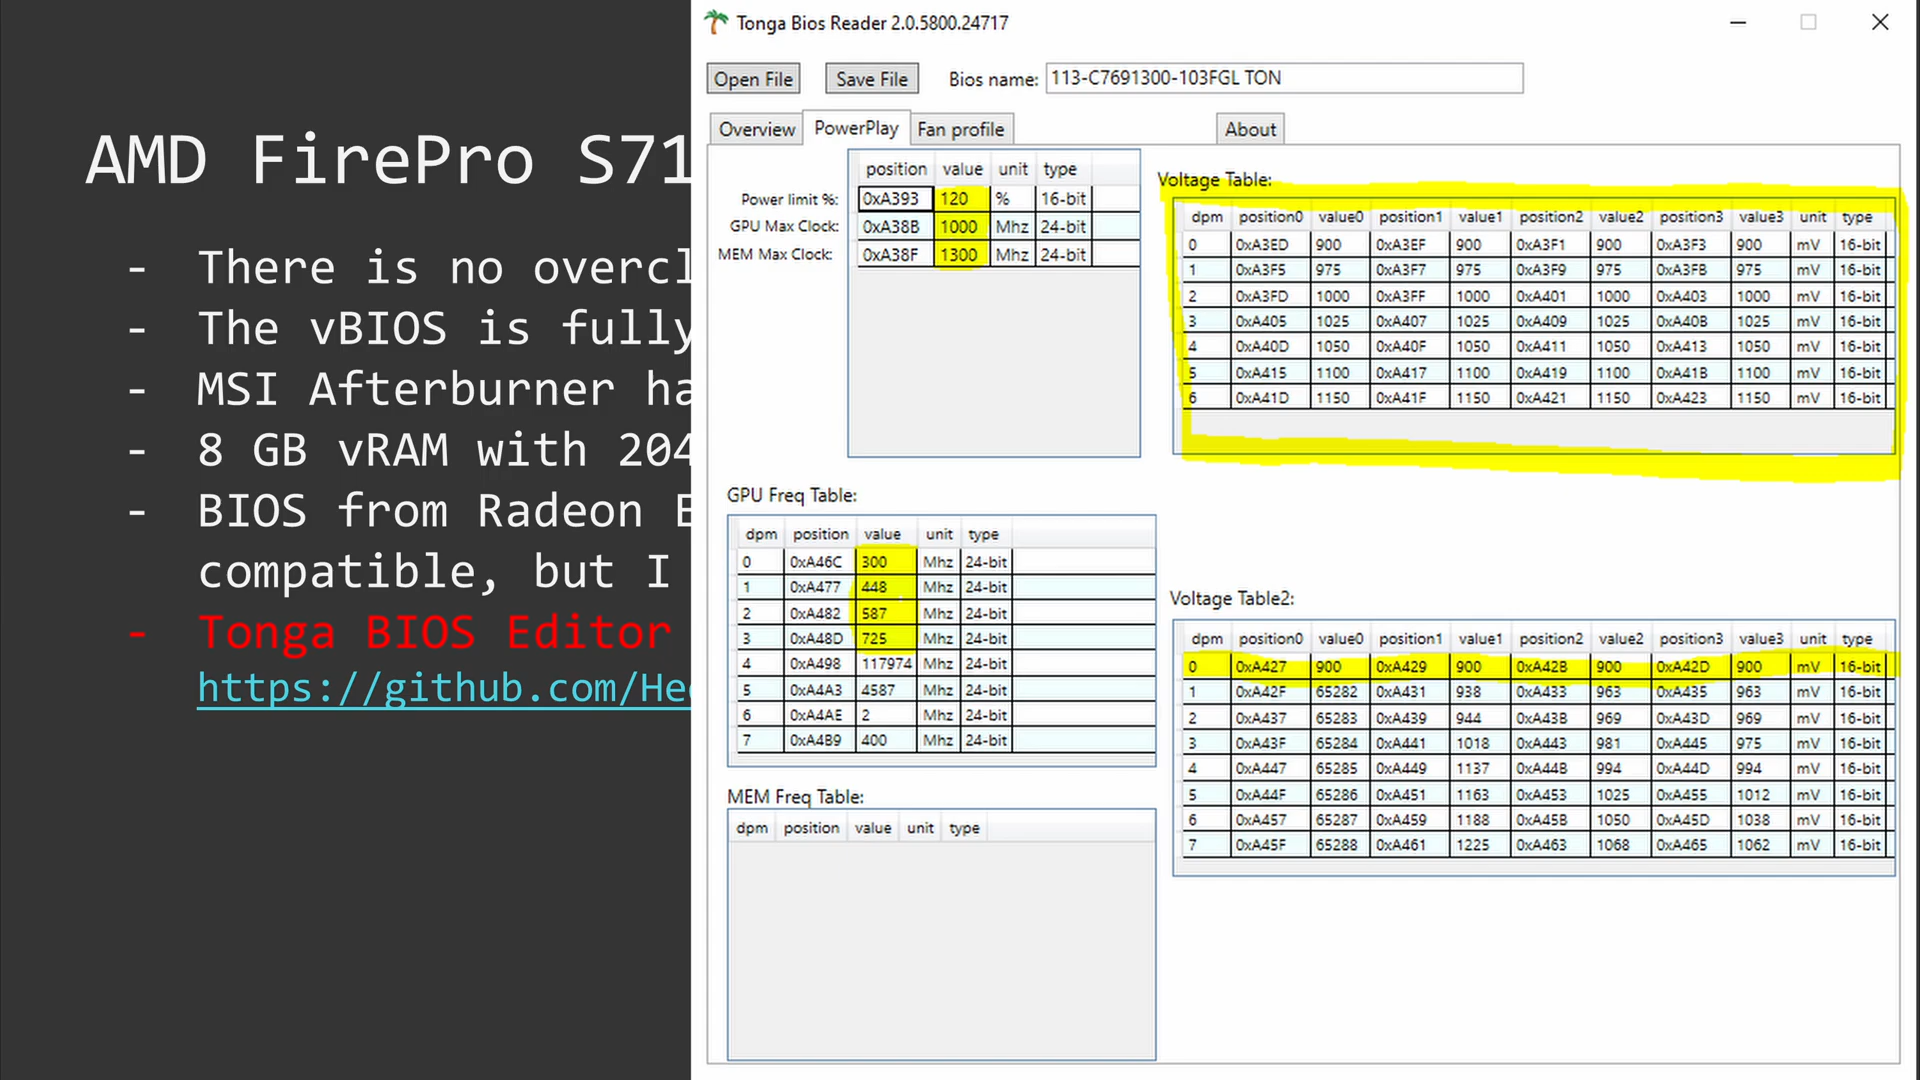 AMD FirePro S71
- There is no overcl
- The vBIOS is fully
- MSI Afterburner ha
- 8 GB vRAM with 204
- BIOS from Radeon
compatible, but I
- Tonga BIOS Editor
https://github.com/He
Tonga Bios Reader 2.0.5800.24717
Open File Save File Bios name: 113-C7691300-103FGL TON
Overview PowerPlay Fan profile About
position value unit type
Power limit %: 0xA393 120 % 16-bit
GPU Max Clock: 0xA38B 1000 Mhz 24-bit
MEM Max Clock: 0xA38F 1300 Mhz 24-bit
Voltage Table:
dpm position0 value0 position1 value1 position2 value2 position3 value3 unit type
0 0xA3ED 900 0xA3EF 900 0xA3F1 900 0xA3F3 900 mV 16-bit
1 0xA3F5 975 0xA3F7 975 0xA3F9 975 0xA3FB 975 mV 16-bit
2 0xA3FD 1000 0xA3FF 1000 0xA401 1000 0xA403 1000 mV 16-bit
3 0xA405 1025 0xA407 1025 0xA409 1025 0xA40B 1025 mV 16-bit
4 0xA40D 1050 0xA40F 1050 0xA411 1050 0xA413 1050 mV 16-bit
5 0xA415 1100 0xA417 1100 0xA419 1100 0xA41B 1100 mV 16-bit
6 0xA41D 1150 0xA41F 1150 0xA421 1150 0xA423 1150 mV 16-bit
GPU Freq Table:
dpm position value unit type
0 0xA46C 300 Mhz 24-bit
1 0xA477 448 Mhz 24-bit
2 0xA482 587 Mhz 24-bit
3 0xA48D 725 Mhz 24-bit
4 0xA498 117974 Mhz 24-bit
5 0xA4A3 4587 Mhz 24-bit
6 0xA4AE 2 Mhz 24-bit
7 0xA4B9 400 Mhz 24-bit
Voltage Table2:
dpm position0 value0 position1 value1 position2 value2 position3 value3 unit type
0 0xA427 900 0xA429 900 0xA42B 900 0xA42D 900 mV 16-bit
1 0xA42F 65282 0xA431 938 0xA433 963 0xA435 963 mV 16-bit
2 0xA437 65283 0xA439 944 0xA43B 969 0xA43D 969 mV 16-bit
3 0xA43F 65284 0xA441 1018 0xA443 981 0xA445 975 mV 16-bit
4 0xA447 65285 0xA449 1137 0xA44B 994 0xA44D 994 mV 16-bit
5 0xA44F 65286 0xA451 1163 0xA453 1025 0xA455 1012 mV 16-bit
6 0xA457 65287 0xA459 1188 0xA45B 1050 0xA45D 1038 mV 16-bit
7 0xA45F 65288 0xA461 1225 0xA463 1068 0xA465 1062 mV 16-bit
MEM Freq Table:
dpm position value unit type